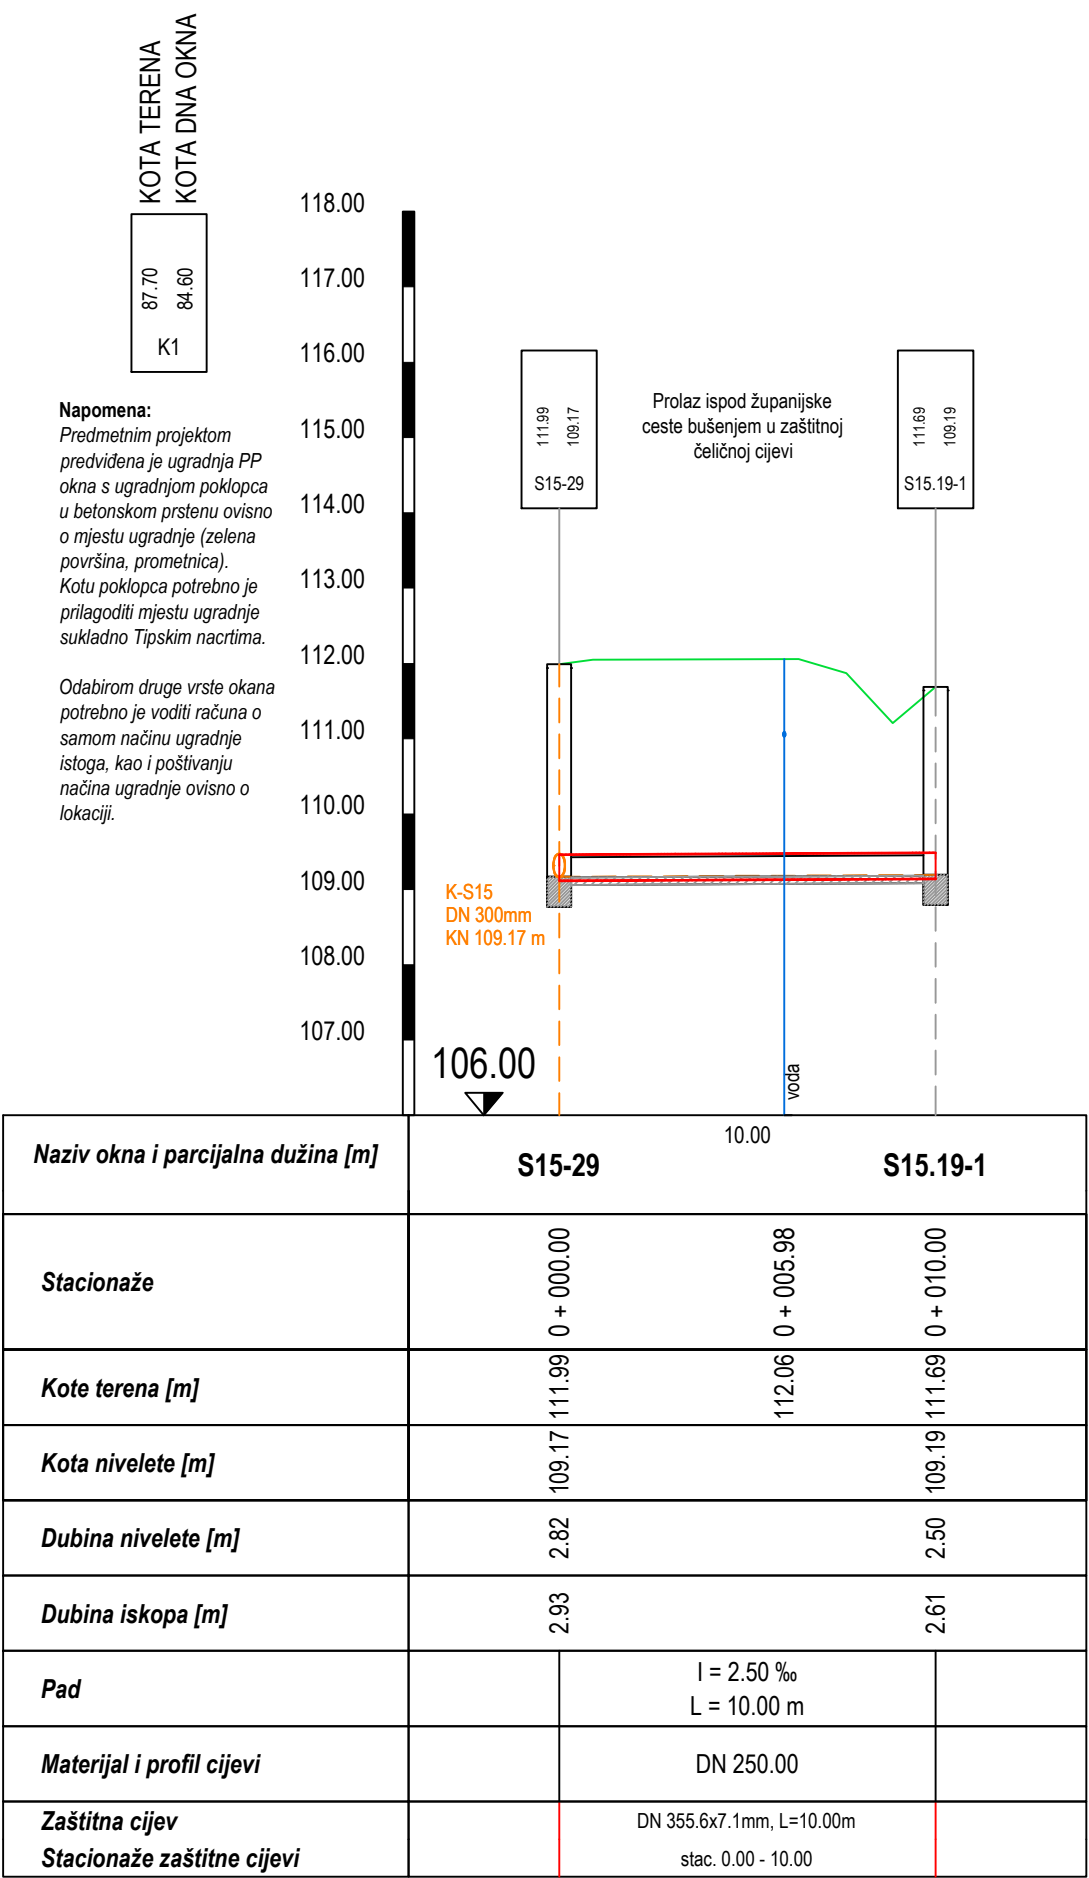 KOTA TERENA
KOTA DNA OKNA
87.70
84.60
K1
Napomena:
Predmetnim projektom
predviđena je ugradnja PP
okna s ugradnjom poklopca
u betonskom prstenu ovisno
o mjestu ugradnje (zelena
površina, prometnica).
Kotu poklopca potrebno je
prilagoditi mjestu ugradnje
sukladno Tipskim nacrtima.
Odabirom druge vrste okana
potrebno je voditi računa o
samom načinu ugradnje
istoga, kao i poštivanju
načina ugradnje ovisno o
lokaciji.
118.00
117.00
116.00
115.00
114.00
113.00
112.00
111.00
110.00
109.00
108.00
107.00
106.00
111.99
109.17
S15-29
Prolaz ispod županijske
ceste bušenjem u zaštitnoj
čeličnoj cijevi
111.69
109.19
S15.19-1
K-S15
DN 300mm
KN 109.17 m
voda
Naziv okna i parcijalna dužina [m]
10.00
S15-29
S15.19-1
Stacionaže
0 + 000.00
0 + 005.98
0 + 010.00
Kote terena [m]
111.99
112.06
111.69
Kota nivelete [m]
109.17
109.19
Dubina nivelete [m]
2.82
2.50
Dubina iskopa [m]
2.93
2.61
Pad
I = 2.50 ‰
L = 10.00 m
Materijal i profil cijevi
DN 250.00
Zaštitna cijev
DN 355.6x7.1mm, L=10.00m
Stacionaže zaštitne cijevi
stac. 0.00 - 10.00